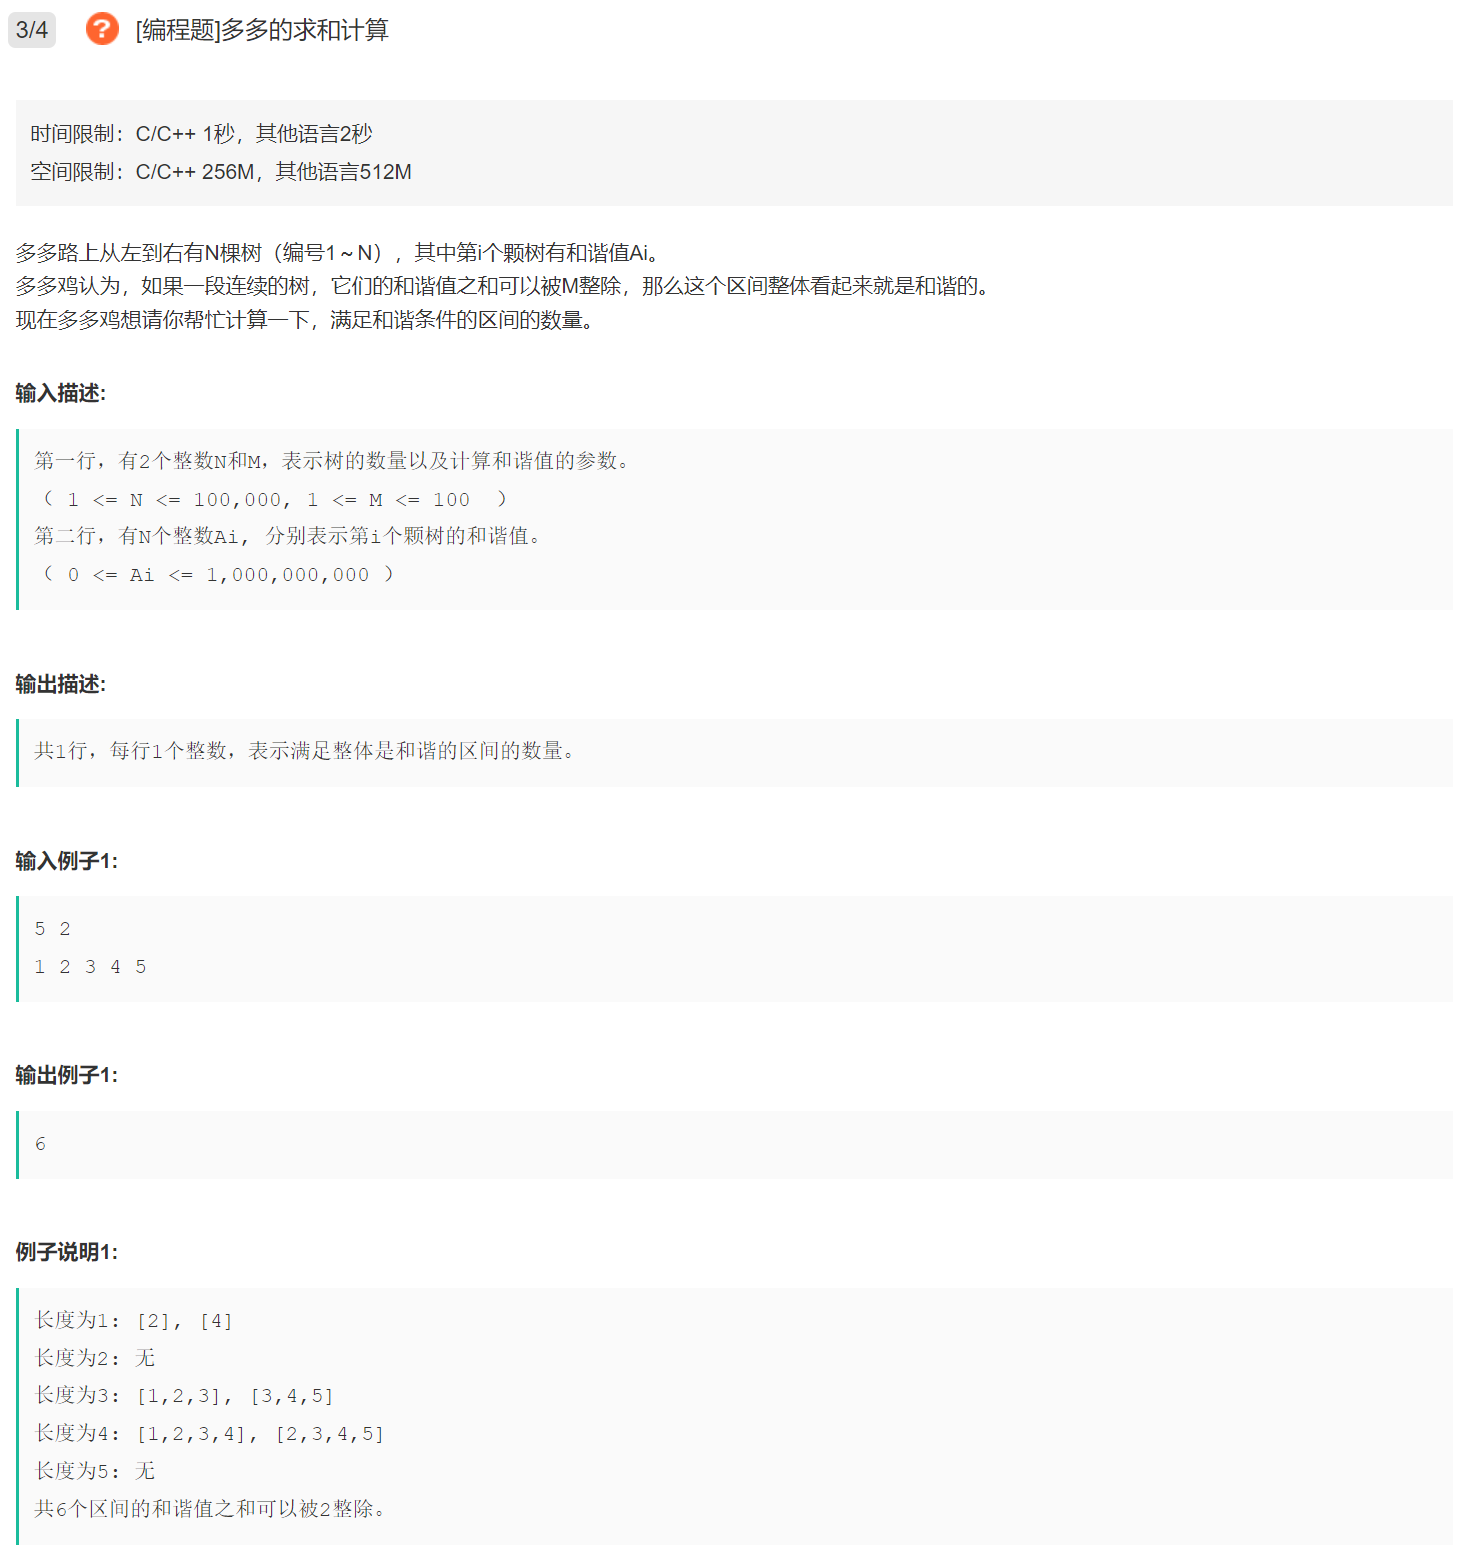 3/4 ? [编程题]多多的求和计算
时间限制：C/C++ 1秒，其他语言2秒
空间限制：C/C++ 256M，其他语言512M
多多路上从左到右有N棵树（编号1～N），其中第i个颗树有和谐值Ai。
多多鸡认为，如果一段连续的树，它们的和谐值之和可以被M整除，那么这个区间整体看起来就是和谐的。
现在多多鸡想请你帮忙计算一下，满足和谐条件的区间的数量。
输入描述:
第一行，有2个整数N和M，表示树的数量以及计算和谐值的参数。
（ 1 <= N <= 100,000, 1 <= M <= 100 ）
第二行，有N个整数Ai, 分别表示第i个颗树的和谐值。
（ 0 <= Ai <= 1,000,000,000 ）
输出描述:
共1行，每行1个整数，表示满足整体是和谐的区间的数量。
输入例子1:
5 2
1 2 3 4 5
输出例子1:
6
例子说明1:
长度为1: [2], [4]
长度为2: 无
长度为3: [1,2,3], [3,4,5]
长度为4: [1,2,3,4], [2,3,4,5]
长度为5: 无
共6个区间的和谐值之和可以被2整除。